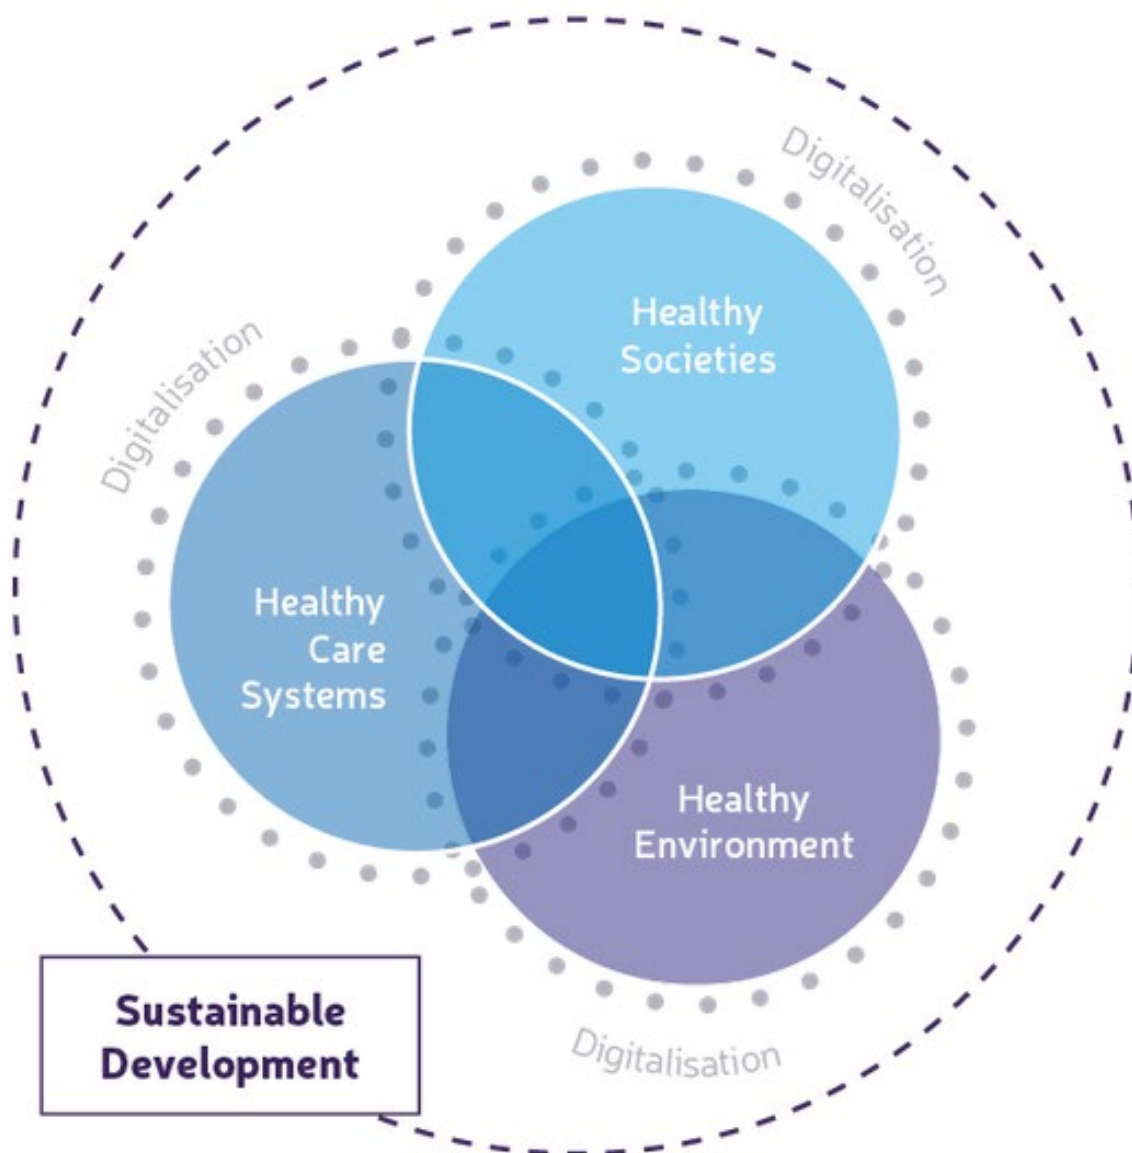 Digitalisation
Healthy
Societies
Digitalisation
Healthy
Care
Systems
Healthy
Environment
Digitalisation
Sustainable
Development